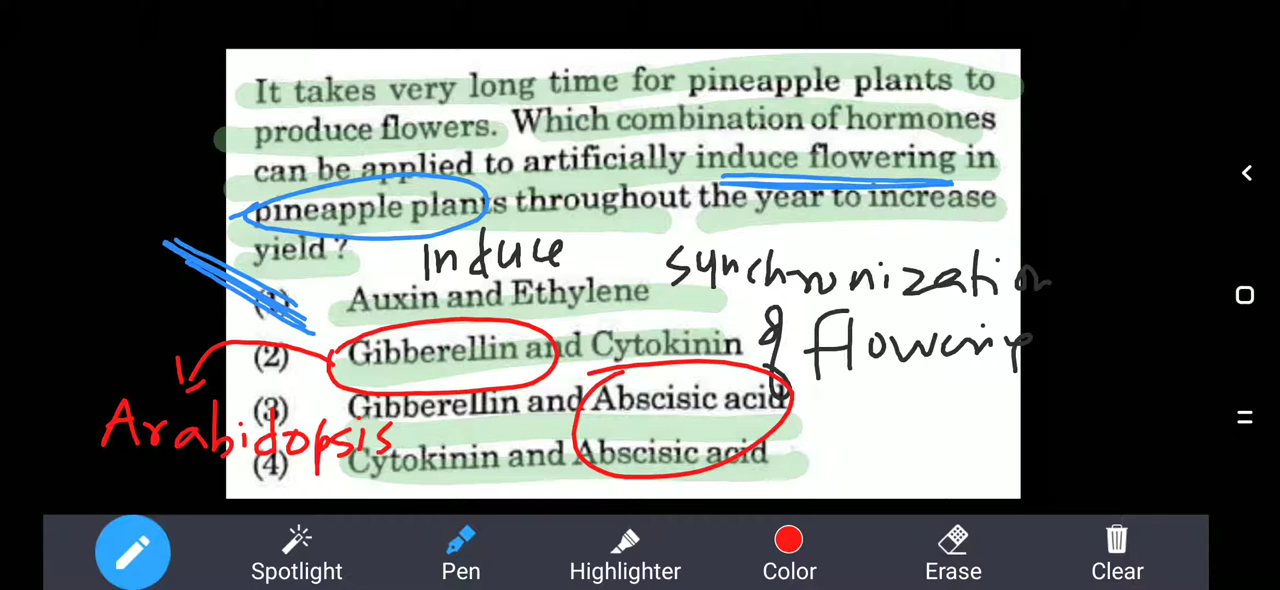 It takes very long time for pineapple plants to
produce flowers. Which combination of hormones
can be applied to artificially induce flowering in
pineapple plants throughout the year to increase
yield ?
Induce
synchronization
of flowering
(1) Auxin and Ethylene
(2) Gibberellin and Cytokinin
(3) Gibberellin and Abscisic acid
(4) Cytokinin and Abscisic acid
Arabidopsis
Spotlight Pen Highlighter Color Erase Clear